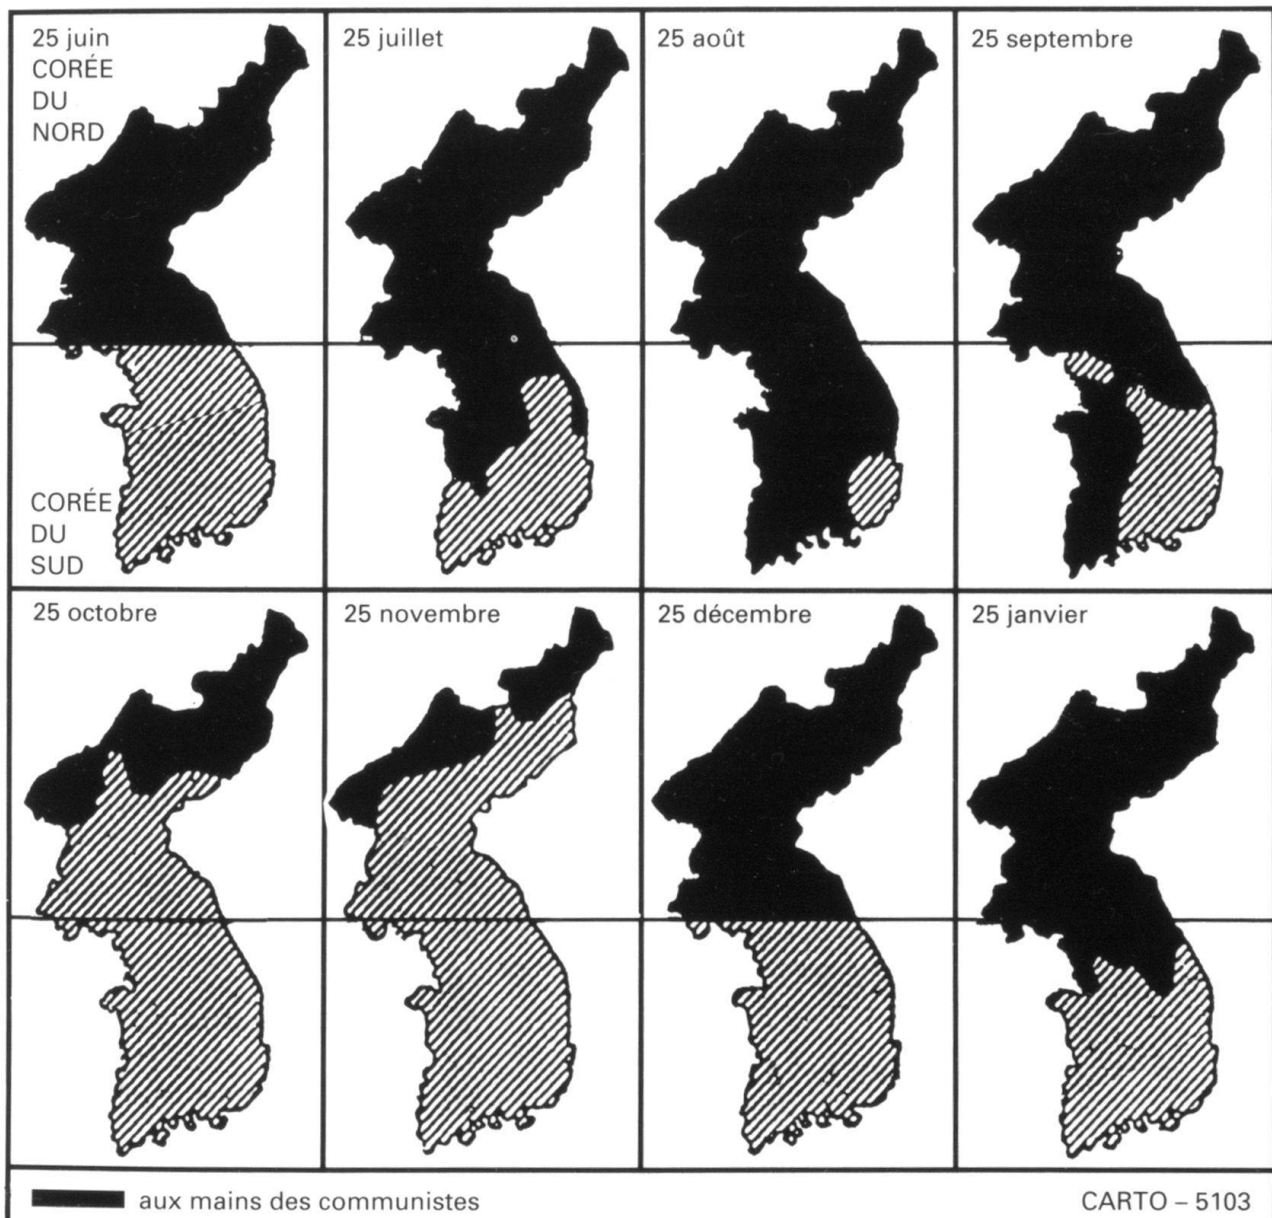 25 juin
CORÉE
DU
NORD
25 juillet
25 août
25 septembre
CORÉE
DU
SUD
25 octobre
25 novembre
25 décembre
25 janvier
aux mains des communistes
CARTO – 5103